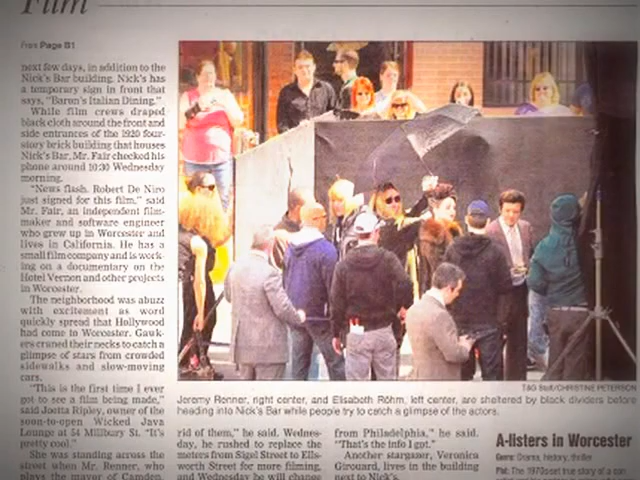 Film
From Page B1
next few days, in addition to the
Nick's Bar building. Nick's has
a temporary sign in front that
says, "Baron's Italian Dining."
While film crews draped
black cloth around the front and
side entrances of the 1920 four-
story brick building that houses
Nick's Bar, Mr. Fair checked his
phone around 10:30 Wednesday
morning.
"News flash. Robert De Niro
just signed for this film," said
Mr. Fair, an independent film-
maker and software engineer
who grew up in Worcester and
lives in California. He has a
small film company and is work-
ing on a documentary on the
Hotel Vernon and other projects
in Worcester.
The neighborhood was abuzz
with excitement as word
quickly spread that Hollywood
had come to Worcester. Gawk-
ers craned their necks to catch a
glimpse of stars from crowded
sidewalks and slow-moving
cars.
"This is the first time I ever
got to see a film being made,"
said Joetta Ripley, owner of the
soon-to-open Wicked Java
Lounge at 54 Millbury St. "It's
pretty cool."
She was standing across the
street when Mr. Renner, who
plays the mayor of Camden,
T&G Staff/CHRISTINE PETERSON
Jeremy Renner, right center, and Elisabeth Röhm, left center, are sheltered by black dividers before
heading into Nick's Bar while people try to catch a glimpse of the actors.
rid of them," he said. Wednes-
day, he rushed to replace the
meters from Sigel Street to Ells-
worth Street for more filming,
and Wednesday he will change
from Philadelphia," he said.
"That's the info I got."
Another stargazer, Veronica
Girouard, lives in the building
next to Nick's.
A-listers in Worcester
Genre: Drama, history, thriller
Plot: The 1970s-set true story of a con